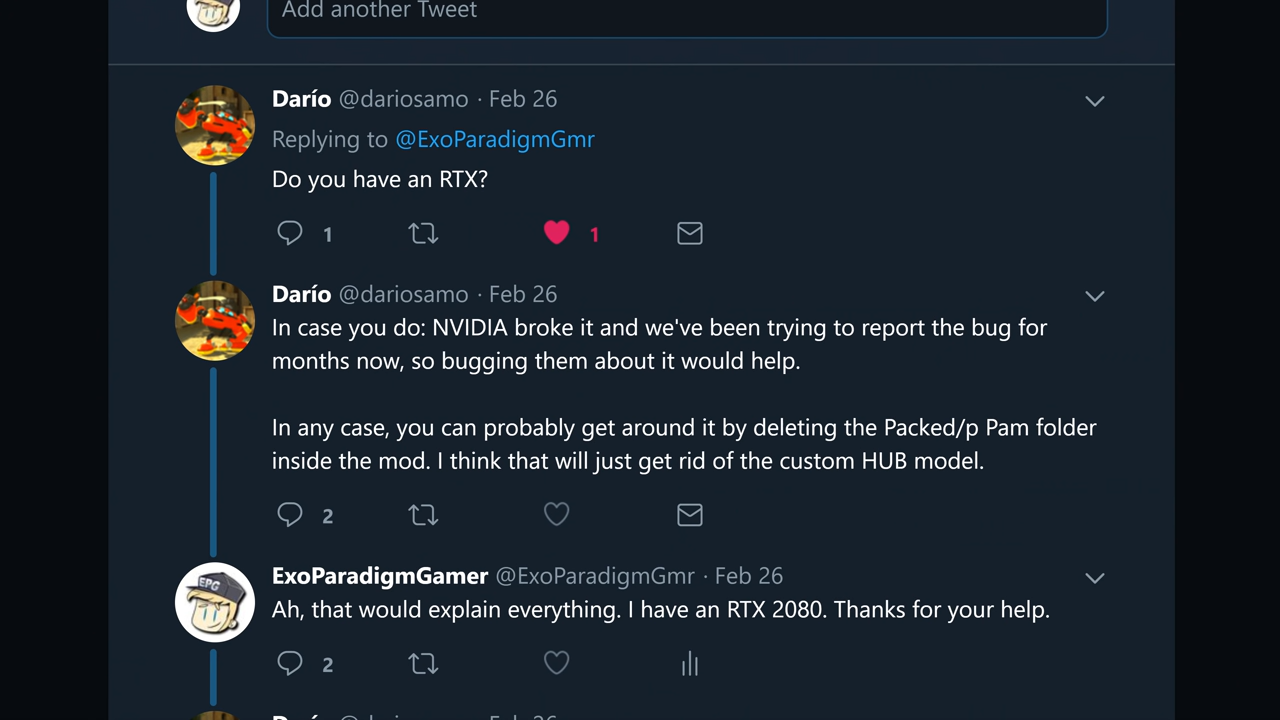 Add another Tweet
Darío @dariosamo · Feb 26
Replying to @ExoParadigmGmr
Do you have an RTX?
1
1
Darío @dariosamo · Feb 26
In case you do: NVIDIA broke it and we've been trying to report the bug for
months now, so bugging them about it would help.
In any case, you can probably get around it by deleting the Packed/p Pam folder
inside the mod. I think that will just get rid of the custom HUB model.
2
EPG
ExoParadigmGamer @ExoParadigmGmr · Feb 26
Ah, that would explain everything. I have an RTX 2080. Thanks for your help.
2
Darío @dariosamo · Feb 26